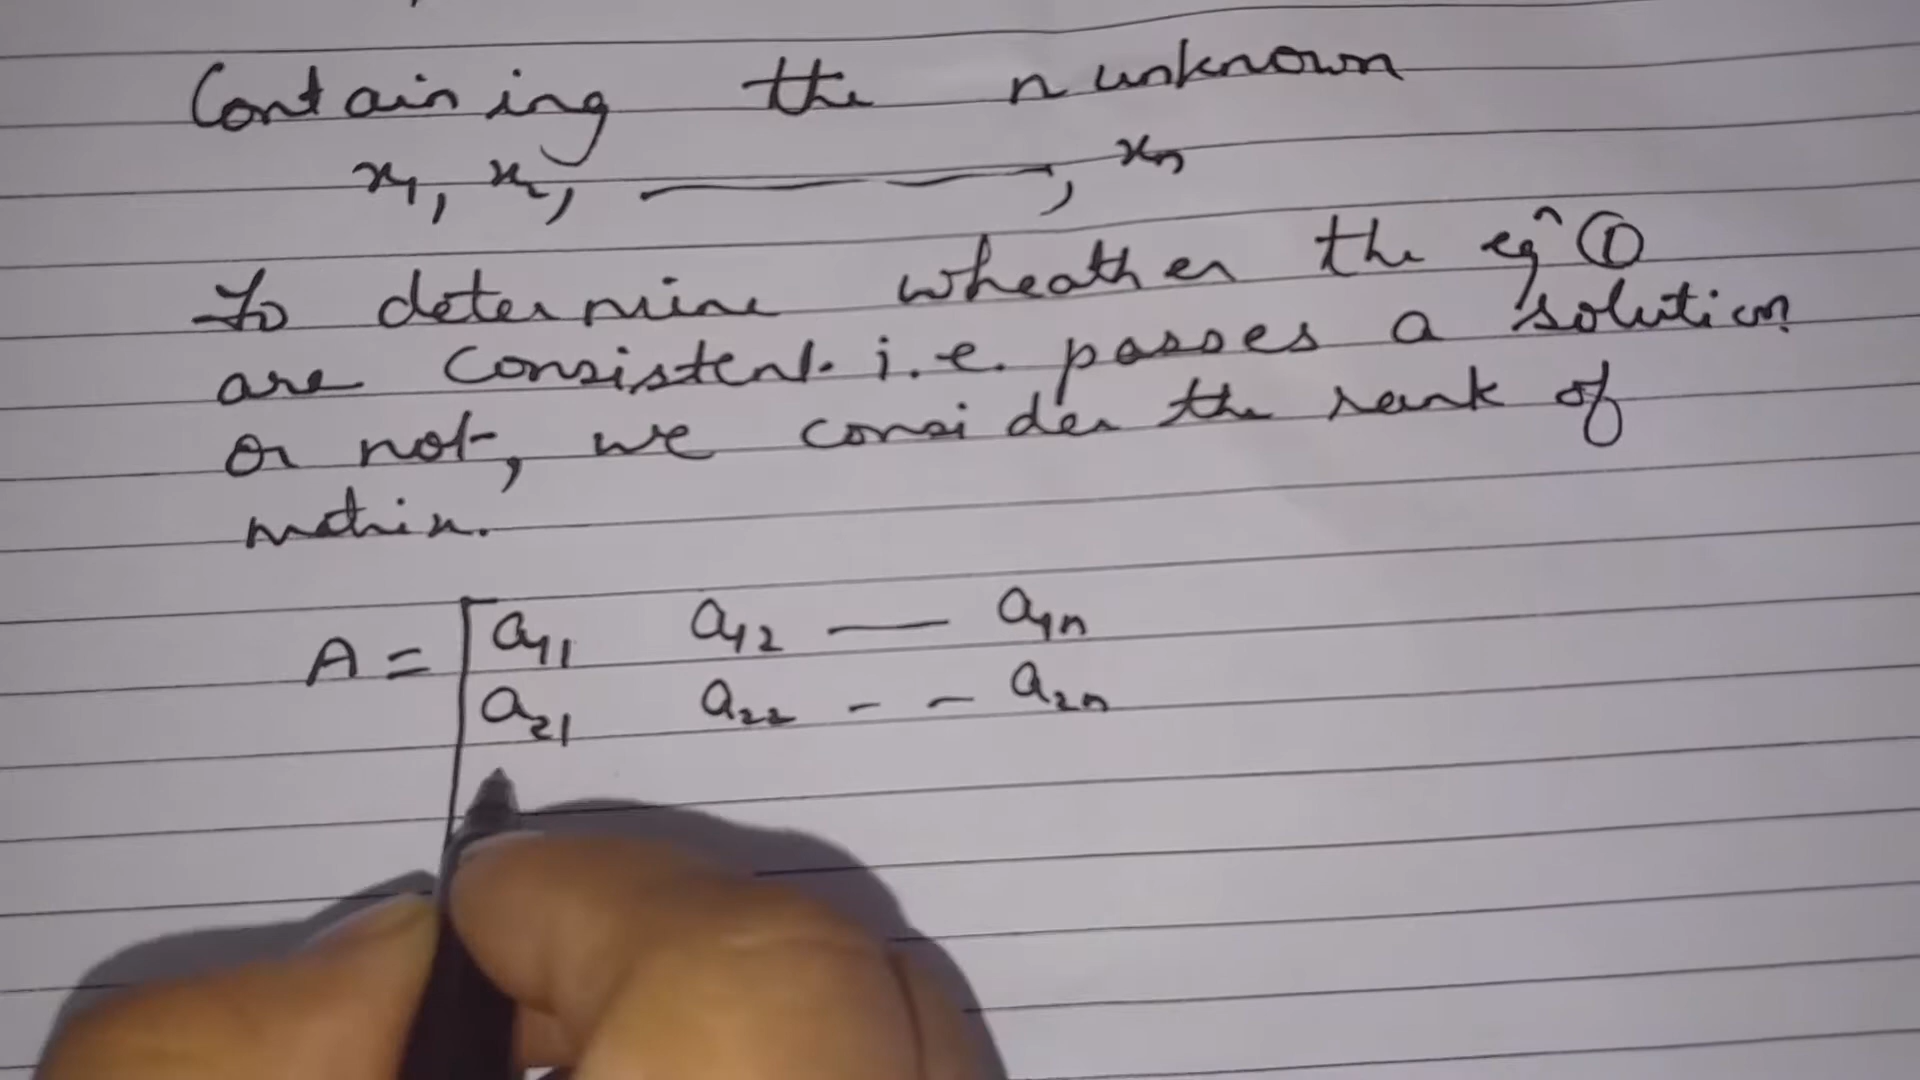 Containing the n unknown
x₁, x₂, ————, xₙ
To determine wheather the eqⁿ ①
are consistent. i.e. posses a solution
or not, we consider the rank of
matrix.
A = [a₁₁ a₁₂ — a₁ₙ
a₂₁ a₂₂ - - a₂ₙ